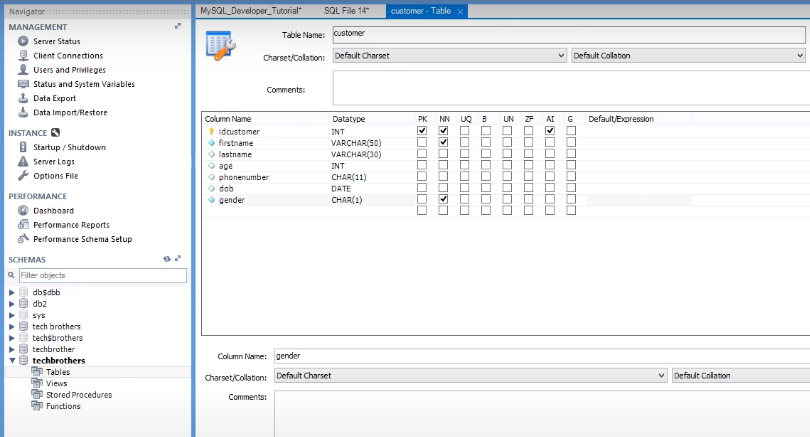 Navigator
MANAGEMENT
Server Status
Client Connections
Users and Privileges
Status and System Variables
Data Export
Data Import/Restore
INSTANCE
Startup / Shutdown
Server Logs
Options File
PERFORMANCE
Dashboard
Performance Reports
Performance Schema Setup
SCHEMAS
Filter objects
db$dbb
db2
sys
tech brothers
tech$brothers
techbrother
techbrothers
Tables
Views
Stored Procedures
Functions
MySQL_Developer_Tutorial* SQL File 14* customer - Table ×
Table Name: customer
Charset/Collation: Default Charset Default Collation
Comments:
Column Name Datatype PK NN UQ B UN ZF AI G Default/Expression
idcustomer INT
firstname VARCHAR(50)
lastname VARCHAR(30)
age INT
phonenumber CHAR(11)
dob DATE
gender CHAR(1)
Column Name: gender
Charset/Collation: Default Charset Default Collation
Comments: